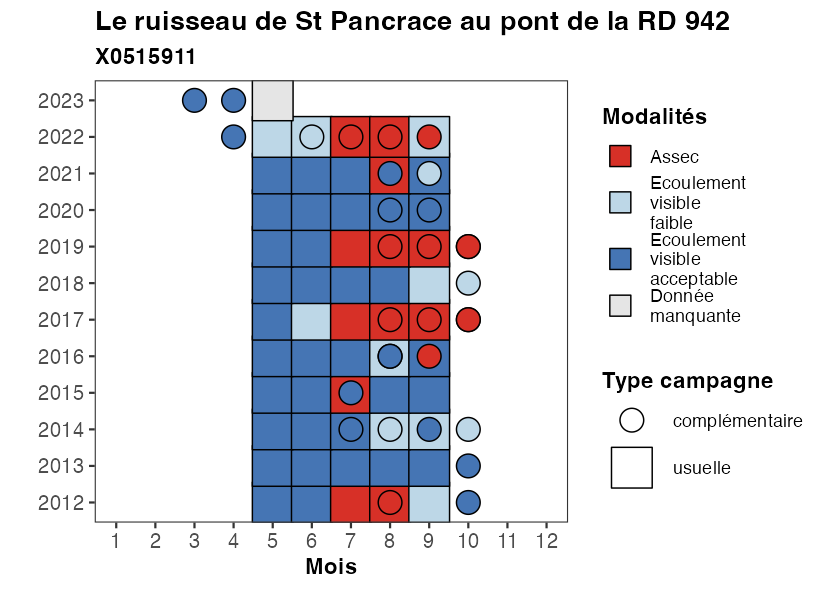 Le ruisseau de St Pancrace au pont de la RD 942
X0515911
2023
2022
2021
2020
2019
2018
2017
2016
2015
2014
2013
2012
1 2 3 4 5 6 7 8 9 10 11 12
Mois
Modalités
Assec
Ecoulement
visible
faible
Ecoulement
visible
acceptable
Donnée
manquante
Type campagne
complémentaire
usuelle